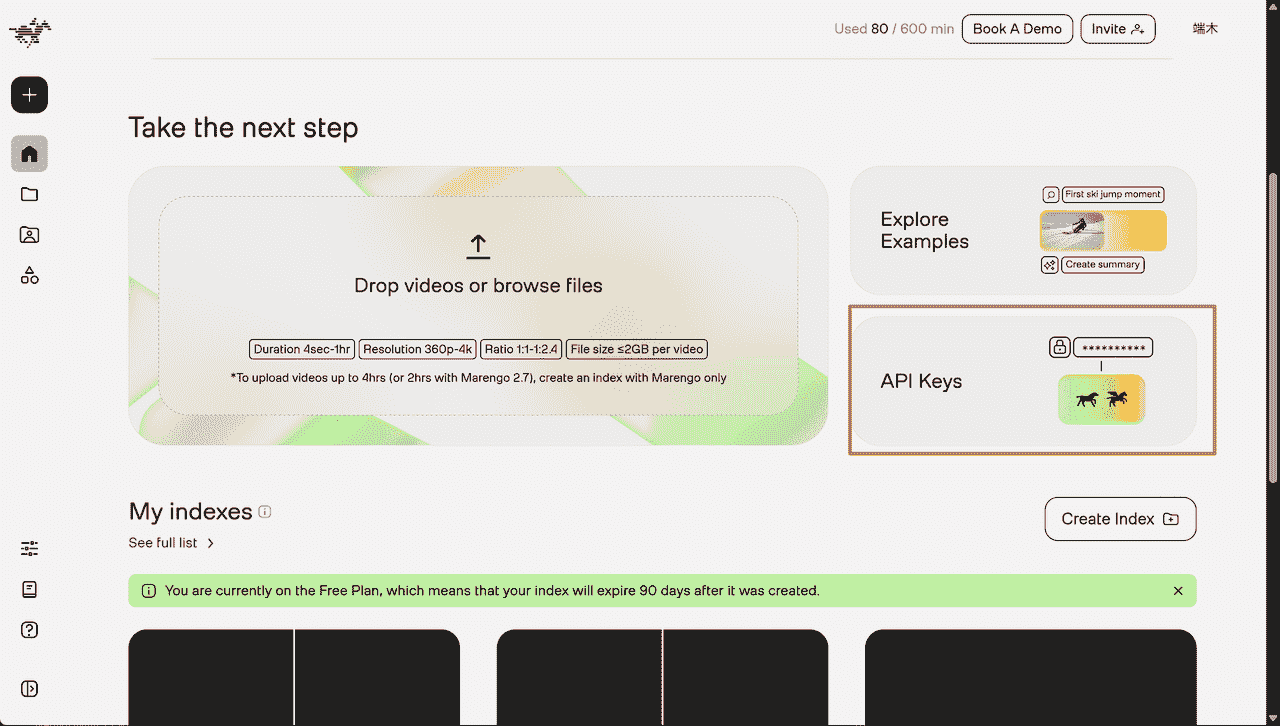 Used 80 / 600 min
Book A Demo
Invite
端木
Take the next step
Drop videos or browse files
Duration 4sec-1hr
Resolution 360p-4k
Ratio 1:1-1:2.4
File size ≤2GB per video
*To upload videos up to 4hrs (or 2hrs with Marengo 2.7), create an index with Marengo only
Explore
Examples
First ski jump moment
Create summary
API Keys
**********
My indexes
See full list
Create Index
You are currently on the Free Plan, which means that your index will expire 90 days after it was created.